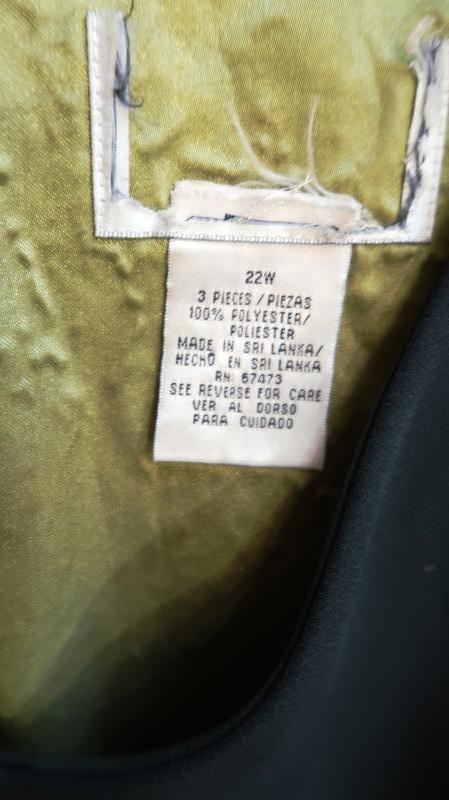 22W
3 PIECES / PIEZAS
100% POLYESTER/
POLIESTER
MADE IN SRI LANKA/
HECHO EN SRI LANKA
RN: 67473
SEE REVERSE FOR CARE
VER AL DORSO
PARA CUIDADO